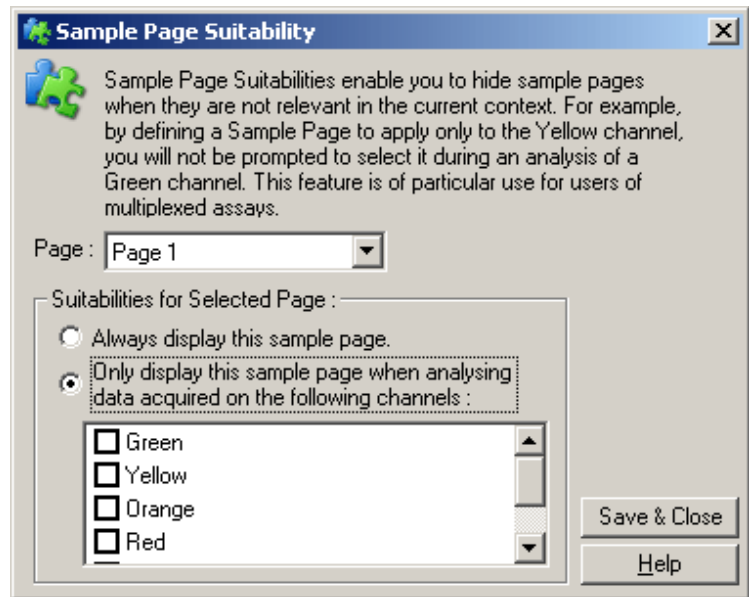 Sample Page Suitability
Sample Page Suitabilities enable you to hide sample pages
when they are not relevant in the current context. For example,
by defining a Sample Page to apply only to the Yellow channel,
you will not be prompted to select it during an analysis of a
Green channel. This feature is of particular use for users of
multiplexed assays.
Page : Page 1
Suitabilities for Selected Page :
Always display this sample page.
Only display this sample page when analysing
data acquired on the following channels :
Green
Yellow
Orange
Red
Save & Close
Help